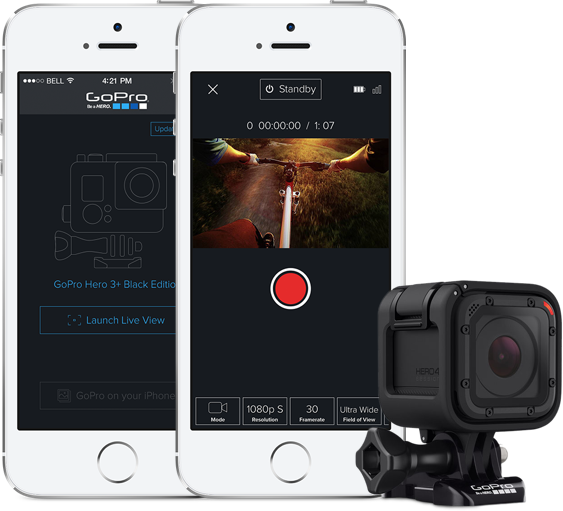 BELL 4:21 PM
GoPro
Be a HERO.
Upda
GoPro Hero 3+ Black Editio
Launch Live View
GoPro on your iPhone
Standby
0 00:00:00 / 1: 07
Mode
1080p S
Resolution
30
Framerate
Ultra Wide
Field of View
HERO4
GoPro
Be a HERO.